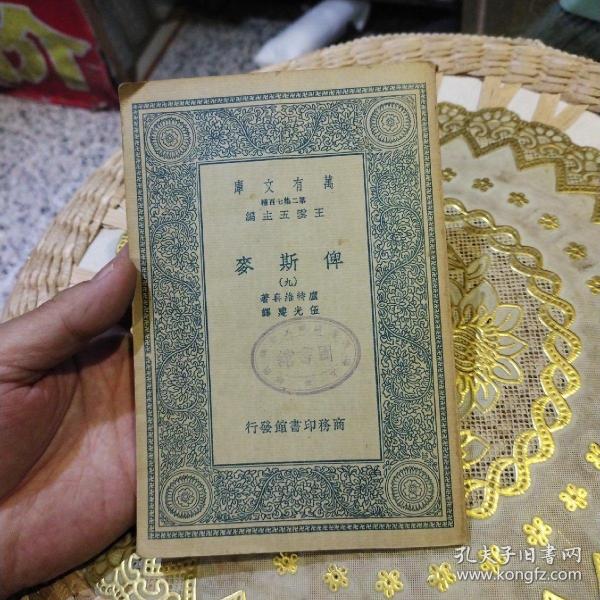 萬有文庫
第二集七百種
王雲五主編
俾斯麥
(九)
盧特維喜著
伍光建譯
商務印書館發行
孔夫子旧书网
www.kongfz.com